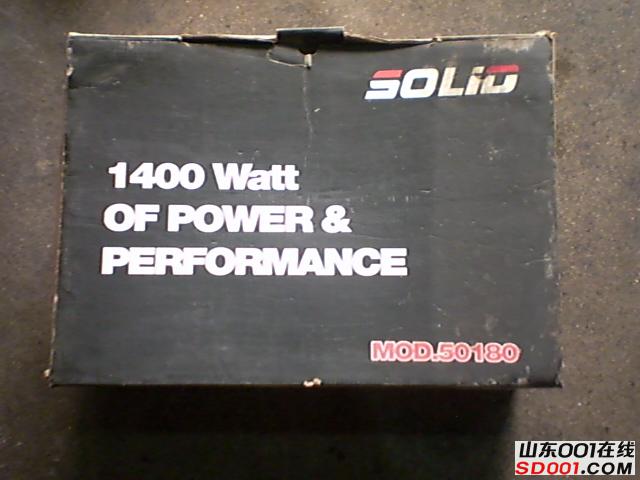 SOLID
1400 Watt
OF POWER &
PERFORMANCE
MOD.50180
山东001在线
SD001.COM